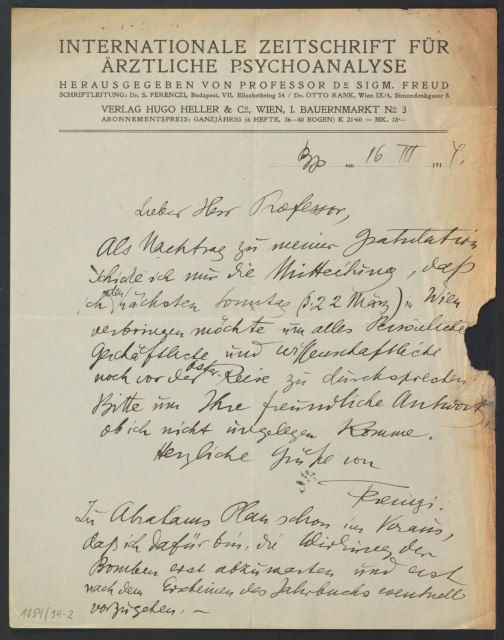 INTERNATIONALE ZEITSCHRIFT FÜR
ÄRZTLICHE PSYCHOANALYSE
HERAUSGEGEBEN VON PROFESSOR Dr SIGM. FREUD
SCHRIFTLEITUNG: Dr. S. FERENCZI, Budapest, VII. Elisabethring 54 / Dr. OTTO RANK, Wien IX/4, Simondenkgasse 8
VERLAG HUGO HELLER & Co, WIEN, I. BAUERNMARKT No 3
ABONNEMENTSPREIS: GANZJÄHRIG (6 HEFTE, 36—40 BOGEN) K 21·60 — MK. 18·—
Bp am 16 III 1914.
Lieber Herr Professor,
Als Nachtrag zu meiner Gratulation
schicke ich nur die Mitteilung, daß
ich den nächsten Sonntag (d. 22 März) in Wien
verbringen möchte um alles Persönliche
Geschäftliche und wissenschaftliche
noch vor der Oster-Reise zu durchsprechen.
Bitte um Ihre freundliche Antwort,
ob ich nicht ungelegen komme.
Herzliche Grüße von
Ferenczi.
Zu Abrahams Plan schon im Voraus,
daß ich dafür bin, die Wirkung der
Bomben erst abzuwarten und erst
nach dem Erscheinen des Jahrbuchs eventuell
vorzugehen. —
1054/34-2